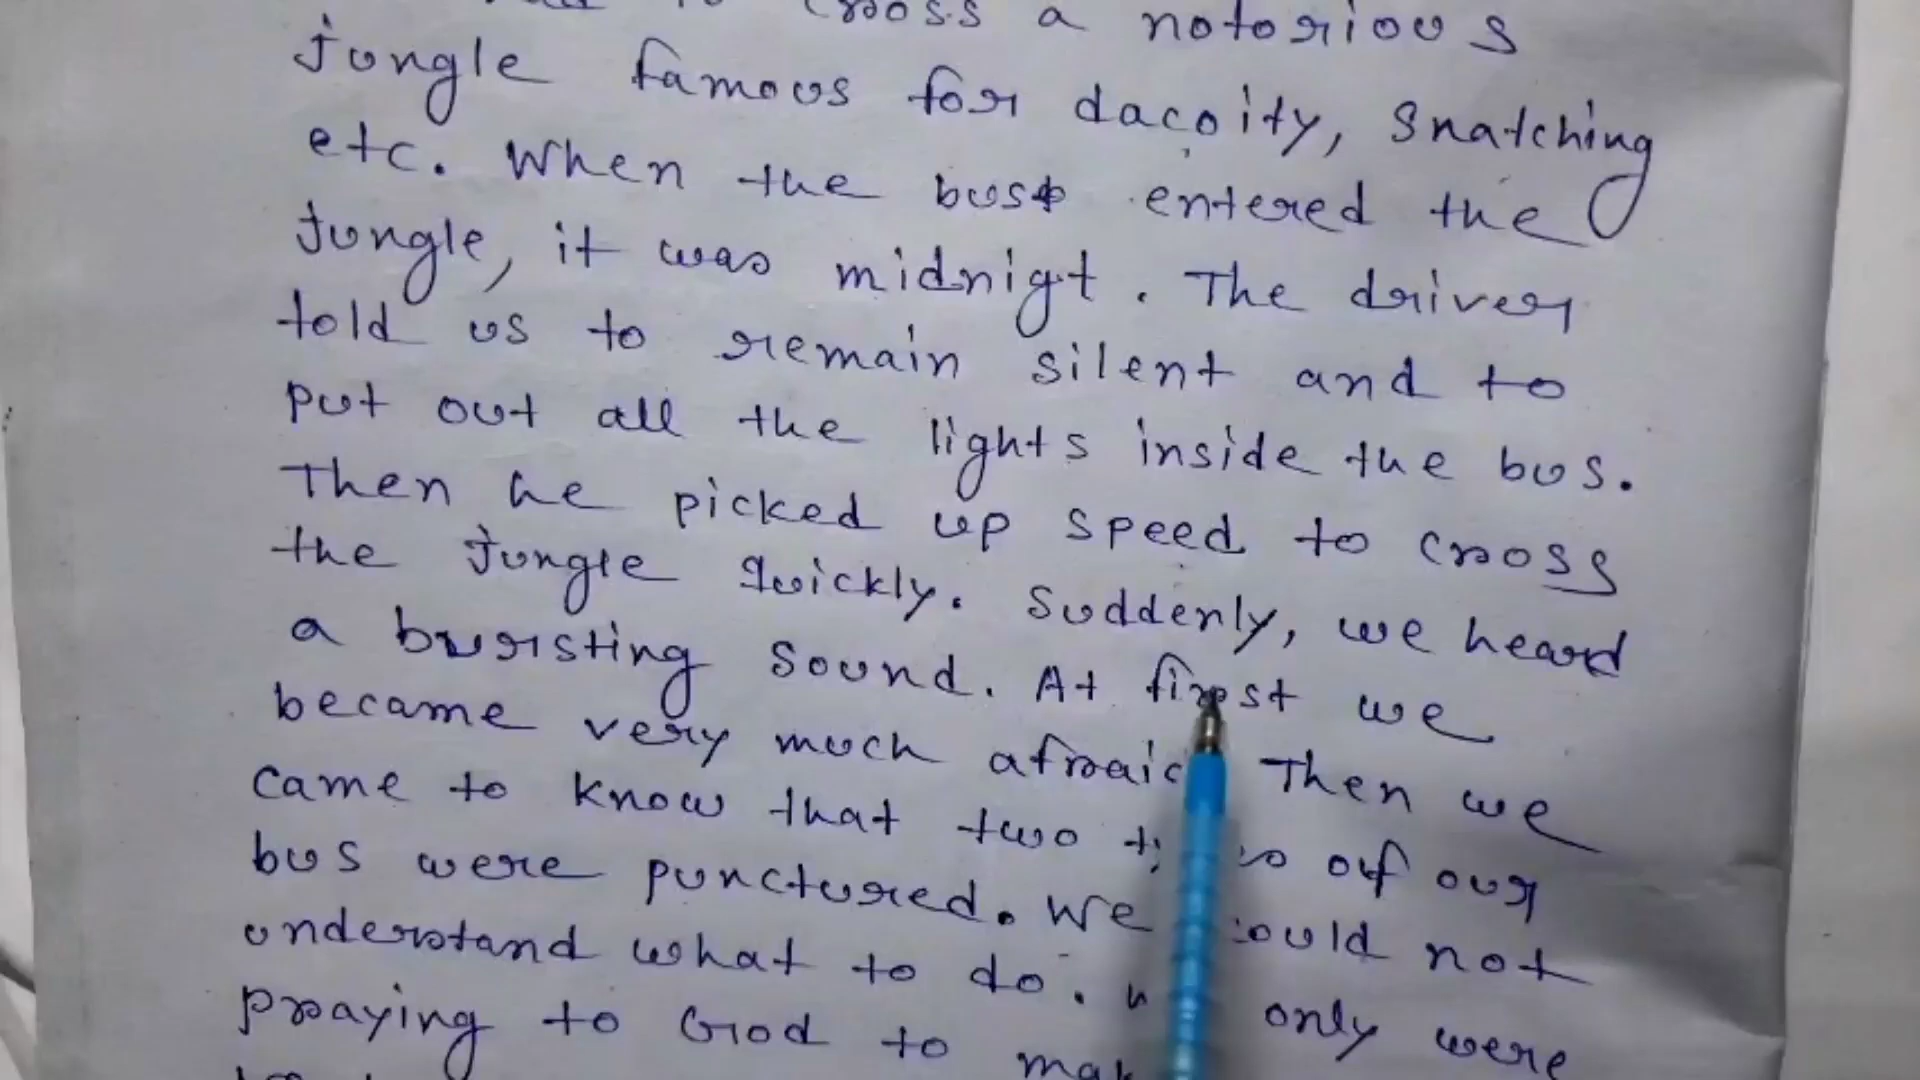 cross a notorious
jungle famous for dacoity, snatching
etc. When the bus entered the
jungle, it was midnigt. The driver
told us to remain silent and to
put out all the lights inside the bus.
Then he picked up speed to cross
the jungle quickly. Suddenly, we heard
a bursting sound. At first we
became very much afraid Then we
came to know that two of our
bus were punctured. We could not
understand what to do. only were
praying to God to